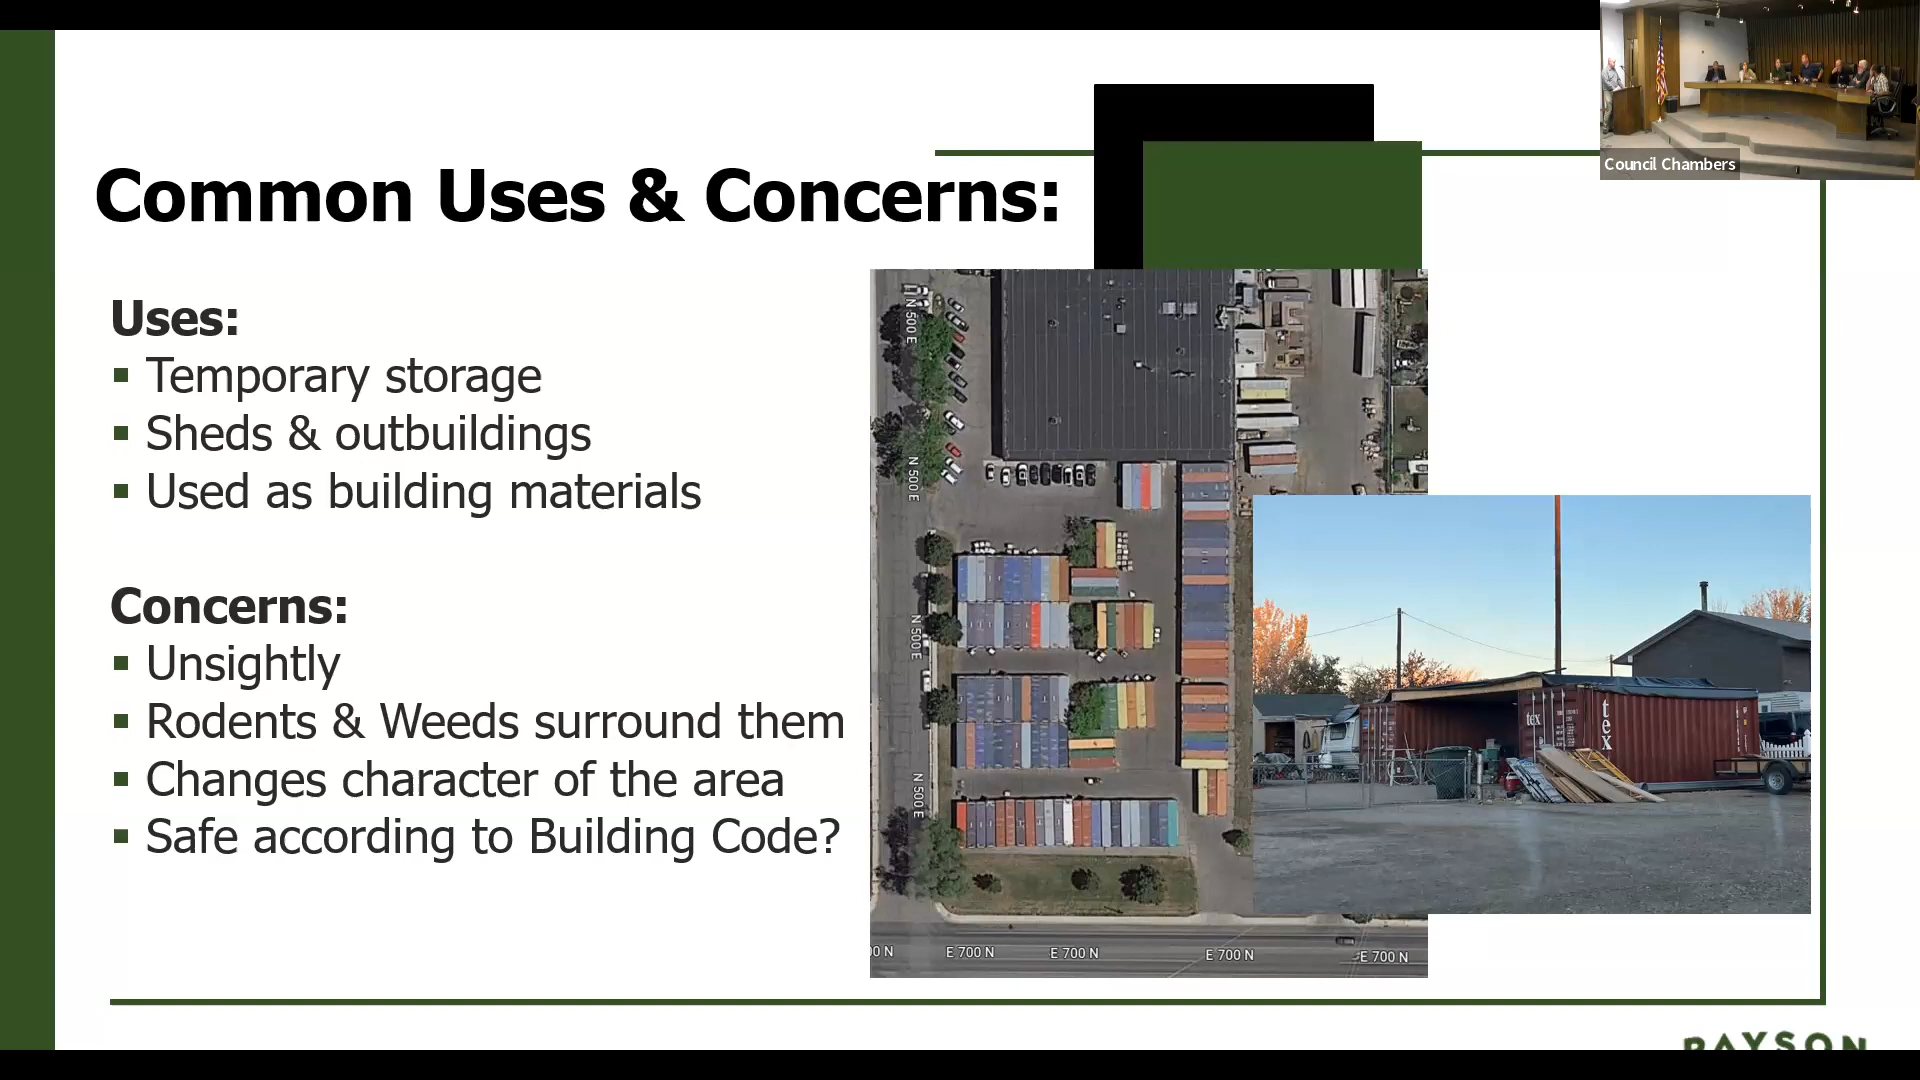 Council Chambers
Common Uses & Concerns:
Uses:
Temporary storage
Sheds & outbuildings
Used as building materials
Concerns:
Unsightly
Rodents & Weeds surround them
Changes character of the area
Safe according to Building Code?
N 500 E
N 500 E
N 500 E
N 500 E
00 N
E 700 N
E 700 N
E 700 N
E 700 N
tex
tex
PAYSON